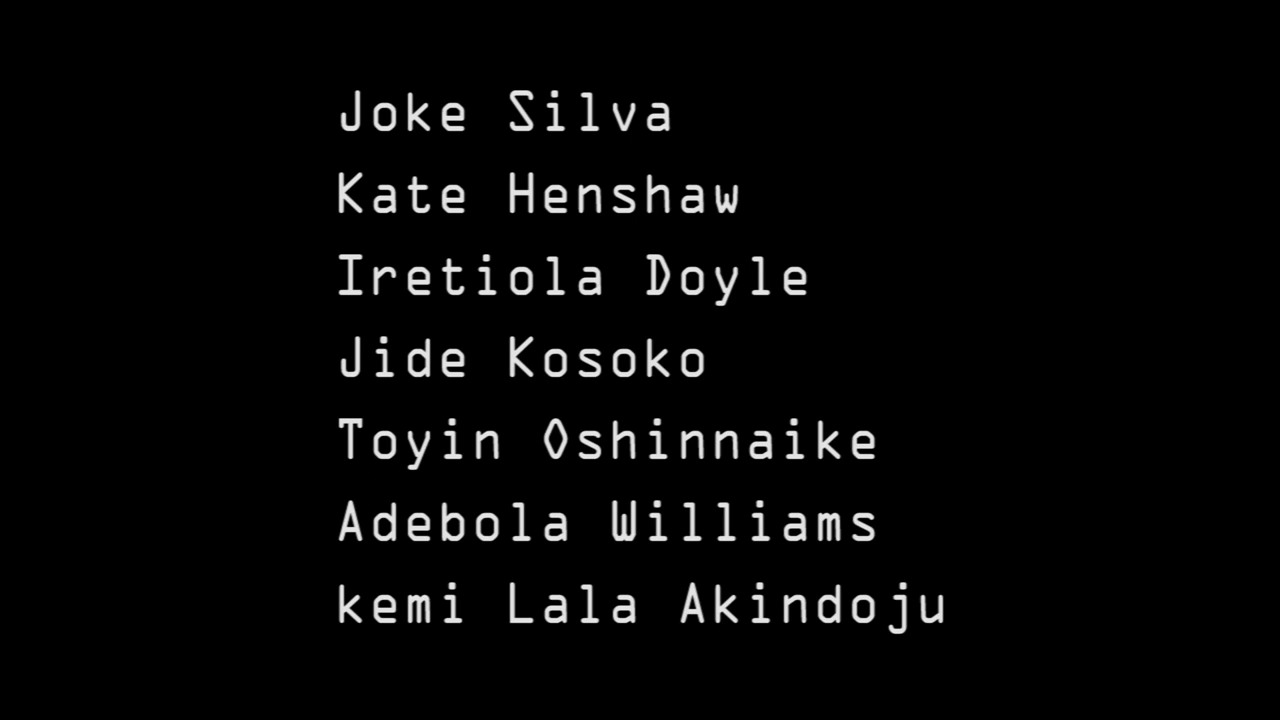 Joke Silva
Kate Henshaw
Iretiola Doyle
Jide Kosoko
Toyin Oshinnaike
Adebola Williams
kemi Lala Akindoju